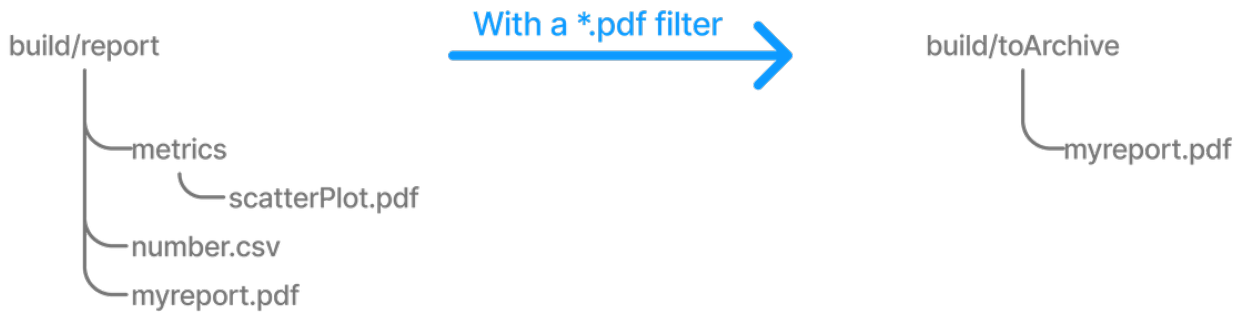 With a *.pdf filter
build/report
build/toArchive
metrics
myreport.pdf
scatterPlot.pdf
number.csv
myreport.pdf